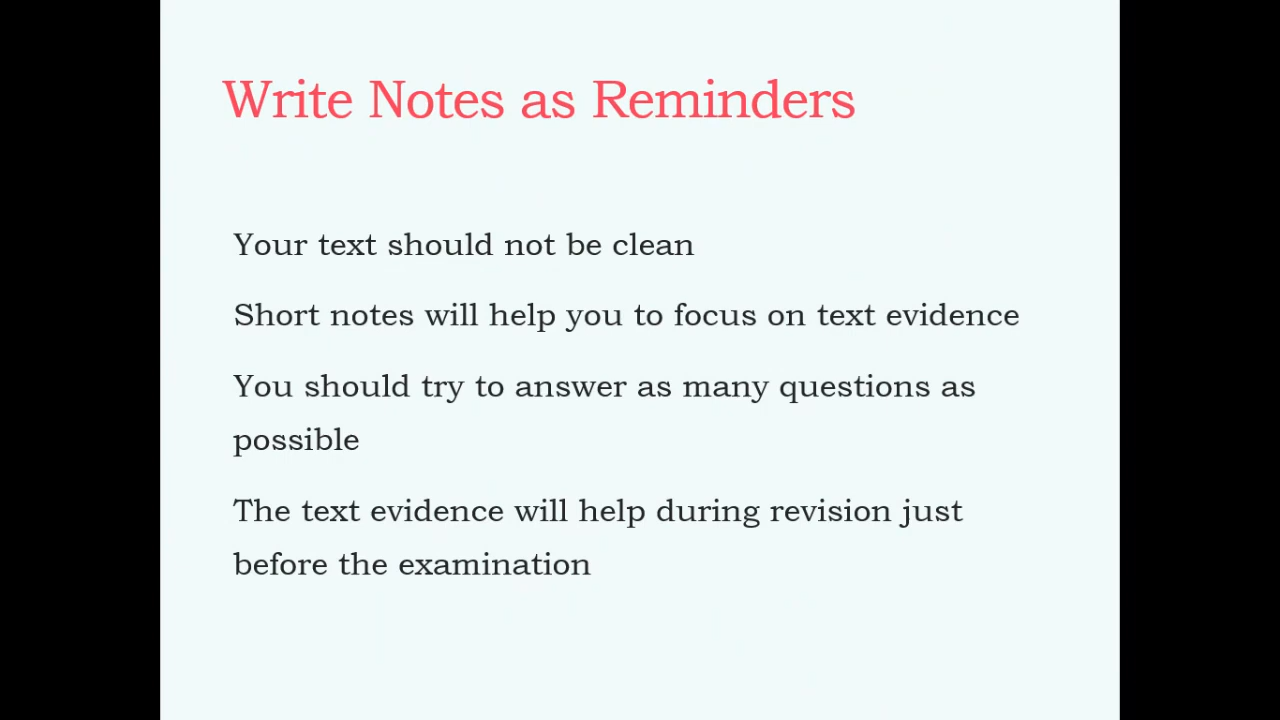 Write Notes as Reminders
Your text should not be clean
Short notes will help you to focus on text evidence
You should try to answer as many questions as
possible
The text evidence will help during revision just
before the examination